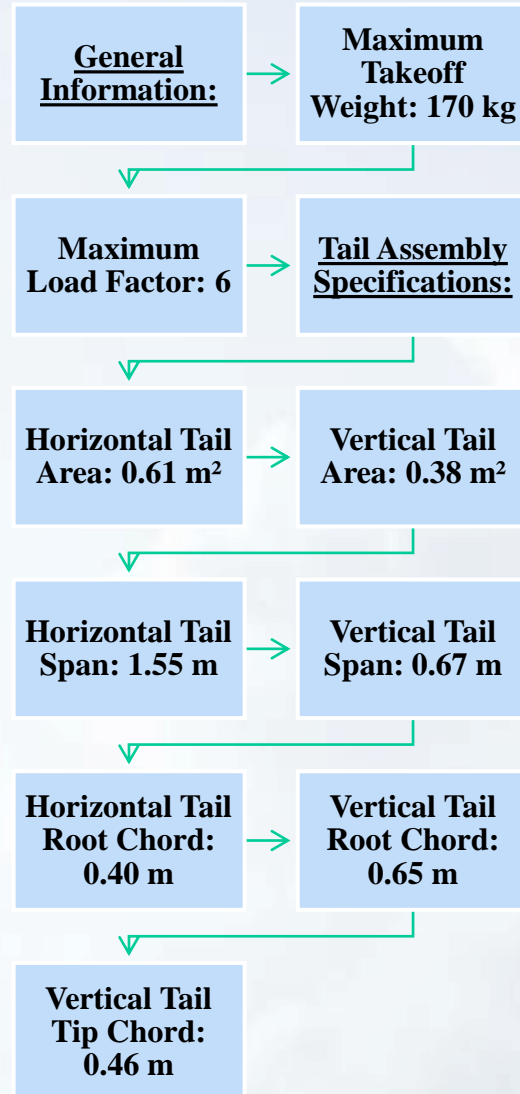 General
Information:
Maximum
Takeoff
Weight: 170 kg
Maximum
Load Factor: 6
Tail Assembly
Specifications:
Horizontal Tail
Area: 0.61 m²
Vertical Tail
Area: 0.38 m²
Horizontal Tail
Span: 1.55 m
Vertical Tail
Span: 0.67 m
Horizontal Tail
Root Chord:
0.40 m
Vertical Tail
Root Chord:
0.65 m
Vertical Tail
Tip Chord:
0.46 m